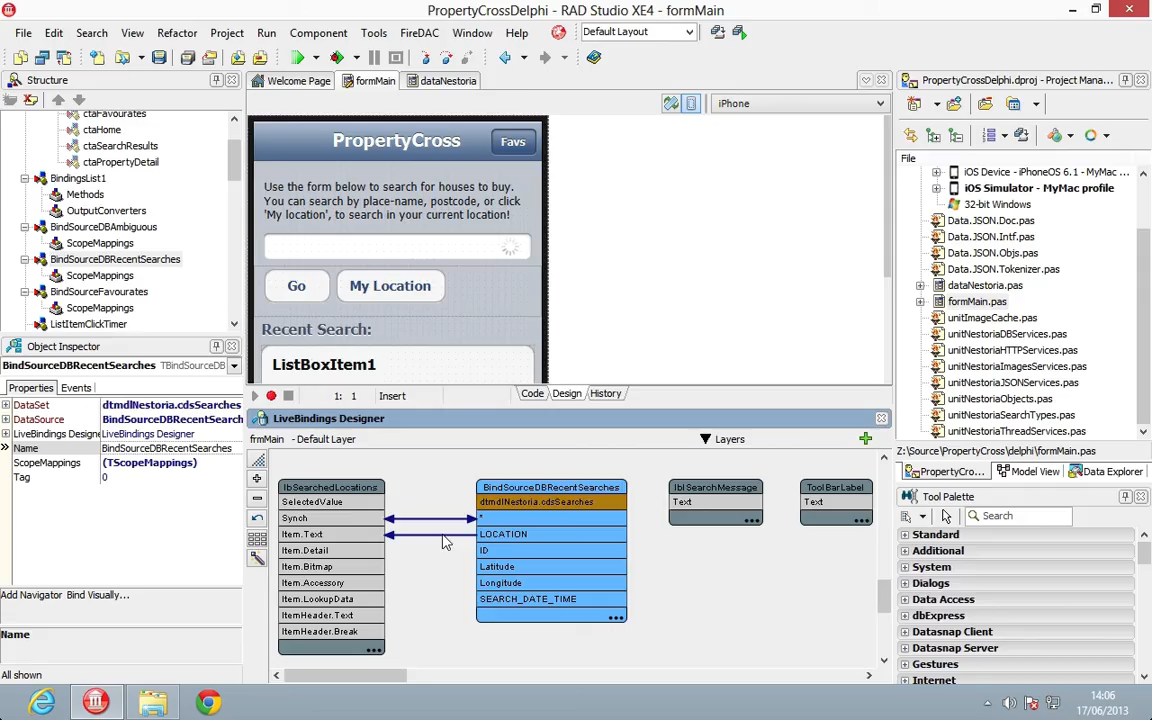 PropertyCrossDelphi - RAD Studio XE4 - formMain
File Edit Search View Refactor Project Run Component Tools FireDAC Window Help
Default Layout
Structure
ctaFavourates
ctaHome
ctaSearchResults
ctaPropertyDetail
BindingsList1
Methods
OutputConverters
BindSourceDBAmbiguous
ScopeMappings
BindSourceDBRecentSearches
ScopeMappings
BindSourceFavourates
ScopeMappings
ListItemClickTimer
Object Inspector
BindSourceDBRecentSearches TBindSourceDB
Properties Events
DataSet dtmdlNestoria.cdsSearches
DataSource BindSourceDBRecentSearch
LiveBindings Designe LiveBindings Designer
Name BindSourceDBRecentSearches
ScopeMappings (TScopeMappings)
Tag 0
Add Navigator Bind Visually...
Name
All shown
Welcome Page formMain dataNestoria
iPhone
PropertyCross Favs
Use the form below to search for houses to buy.
You can search by place-name, postcode, or click
'My location', to search in your current location!
Go My Location
Recent Search:
ListBoxItem1
1: 1 Insert Code Design History
LiveBindings Designer
frmMain - Default Layer Layers
lbSearchedLocations
SelectedValue
Synch
Item.Text
Item.Detail
Item.Bitmap
Item.Accessory
Item.LookupData
ItemHeader.Text
ItemHeader.Break
...
BindSourceDBRecentSearches
dtmdlNestoria.cdsSearches
*
LOCATION
ID
Latitude
Longitude
SEARCH_DATE_TIME
...
lblSearchMessage
Text
...
ToolBarLabel
Text
...
PropertyCrossDelphi.dproj - Project Mana...
File
iOS Device - iPhoneOS 6.1 - MyMac ...
iOS Simulator - MyMac profile
32-bit Windows
Data.JSON.Doc.pas
Data.JSON.Intf.pas
Data.JSON.Objs.pas
Data.JSON.Tokenizer.pas
dataNestoria.pas
formMain.pas
unitImageCache.pas
unitNestoriaDBServices.pas
unitNestoriaHTTPServices.pas
unitNestoriaImagesServices.pas
unitNestoriaJSONServices.pas
unitNestoriaObjects.pas
unitNestoriaSearchTypes.pas
unitNestoriaThreadServices.pas
Z:\Source\PropertyCross\delphi\formMain.pas
PropertyCro... Model View Data Explorer
Tool Palette
Search
Standard
Additional
System
Dialogs
Data Access
dbExpress
Datasnap Client
Datasnap Server
Gestures
Internet
14:06
17/06/2013